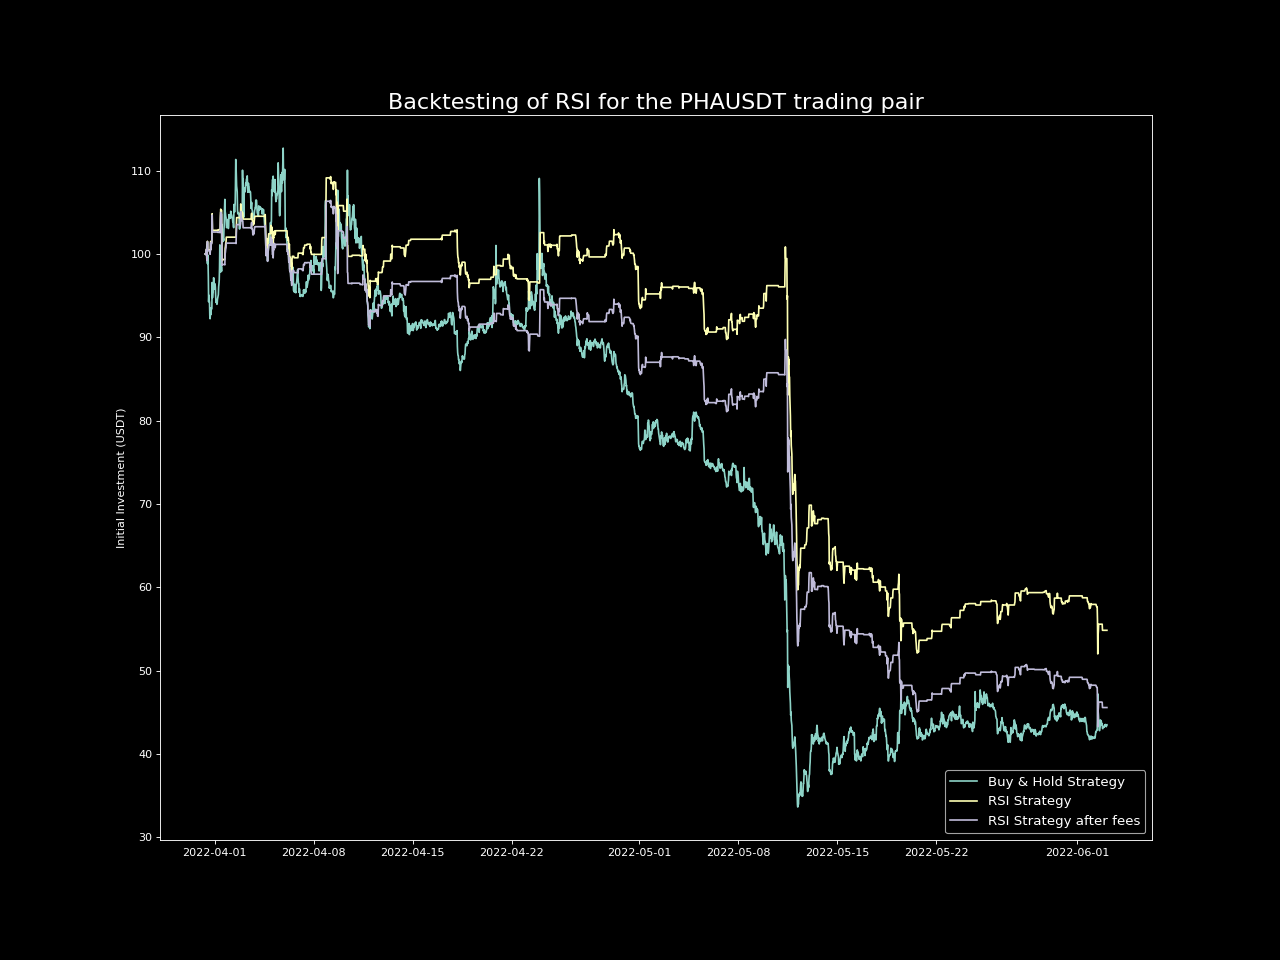 Backtesting of RSI for the PHAUSDT trading pair
Initial Investment (USDT)
110
100
90
80
70
60
50
40
30
2022-04-01 2022-04-08 2022-04-15 2022-04-22 2022-05-01 2022-05-08 2022-05-15 2022-05-22 2022-06-01
Buy & Hold Strategy
RSI Strategy
RSI Strategy after fees